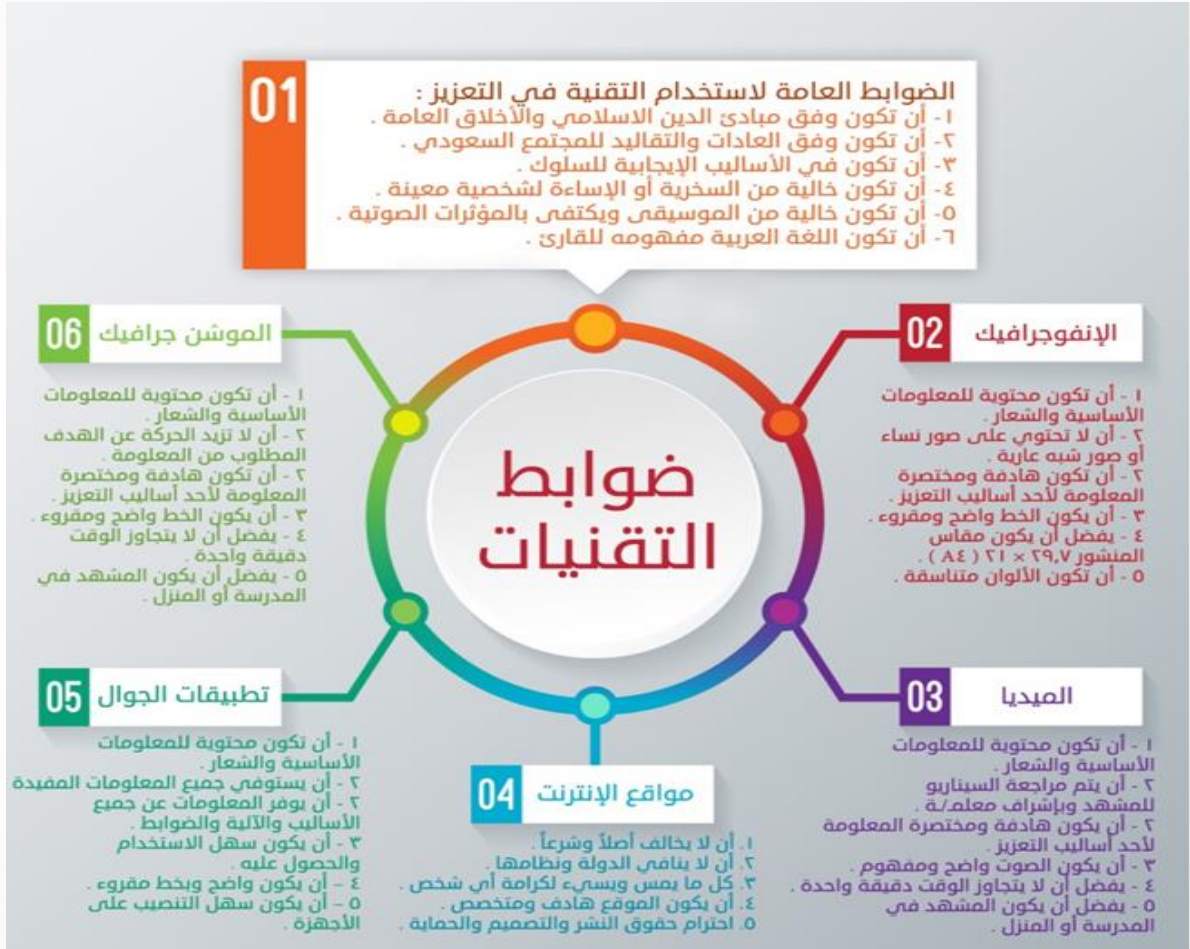 01
الضوابط العامة لاستخدام التقنية في التعزيز :
١- أن تكون وفق مبادئ الدين الاسلامي والأخلاق العامة .
٢- أن تكون وفق العادات والتقاليد للمجتمع السعودي .
٣- أن تكون في الأساليب الإيجابية للسلوك .
٤- أن تكون خالية من السخرية أو الإساءة لشخصية معينة .
٥- أن تكون خالية من الموسيقى ويكتفى بالمؤثرات الصوتية .
٦- أن تكون اللغة العربية مفهومه للقارئ .
ضوابط
التقنيات
02
الإنفوجرافيك
١ - أن تكون محتوية للمعلومات
الأساسية والشعار .
٢ - أن لا تحتوي على صور نساء
أو صور شبه عارية .
٢ - أن تكون هادفة ومختصرة
المعلومة لأحد أساليب التعزيز .
٣ - أن يكون الخط واضح ومقروء .
٤ - يفضل أن يكون مقاس
المنشور ٢٩,٧ × ٢١ ( A٤ ) .
٥ - أن تكون الألوان متناسقة .
03
الميديا
١ - أن تكون محتوية للمعلومات
الأساسية والشعار .
٢ - أن يتم مراجعة السيناريو
للمشهد وبإشراف معلمـ/ـة .
٢ - أن يكون هادفة ومختصرة المعلومة
لأحد أساليب التعزيز .
٣ - أن يكون الصوت واضح ومفهوم .
٤ - يفضل أن لا يتجاوز الوقت دقيقة واحدة .
٥ - يفضل أن يكون المشهد في
المدرسة أو المنزل .
04
مواقع الإنترنت
١. أن لا يخالف أصلاً وشرعاً .
٢. أن لا ينافي الدولة ونظامها .
٣. كل ما يمس ويسيء لكرامة أي شخص .
٤. أن يكون الموقع هادف ومتخصص .
٥. احترام حقوق النشر والتصميم والحماية .
05
تطبيقات الجوال
١ - أن تكون محتوية للمعلومات
الأساسية والشعار .
٢ - أن يستوفي جميع المعلومات المفيدة
٢ - أن يوفر المعلومات عن جميع
الأساليب والآلية والضوابط .
٣ - أن يكون سهل الاستخدام
والحصول عليه .
٤ – أن يكون واضح وبخط مقروء .
٥ – أن يكون سهل التنصيب على
الأجهزة .
06
الموشن جرافيك
١ - أن تكون محتوية للمعلومات
الأساسية والشعار .
٢ - أن لا تزيد الحركة عن الهدف
المطلوب من المعلومة .
٢ - أن تكون هادفة ومختصرة
المعلومة لأحد أساليب التعزيز .
٣ - أن يكون الخط واضح ومقروء .
٤ - يفضل أن لا يتجاوز الوقت
دقيقة واحدة .
٥ - يفضل أن يكون المشهد في
المدرسة أو المنزل .